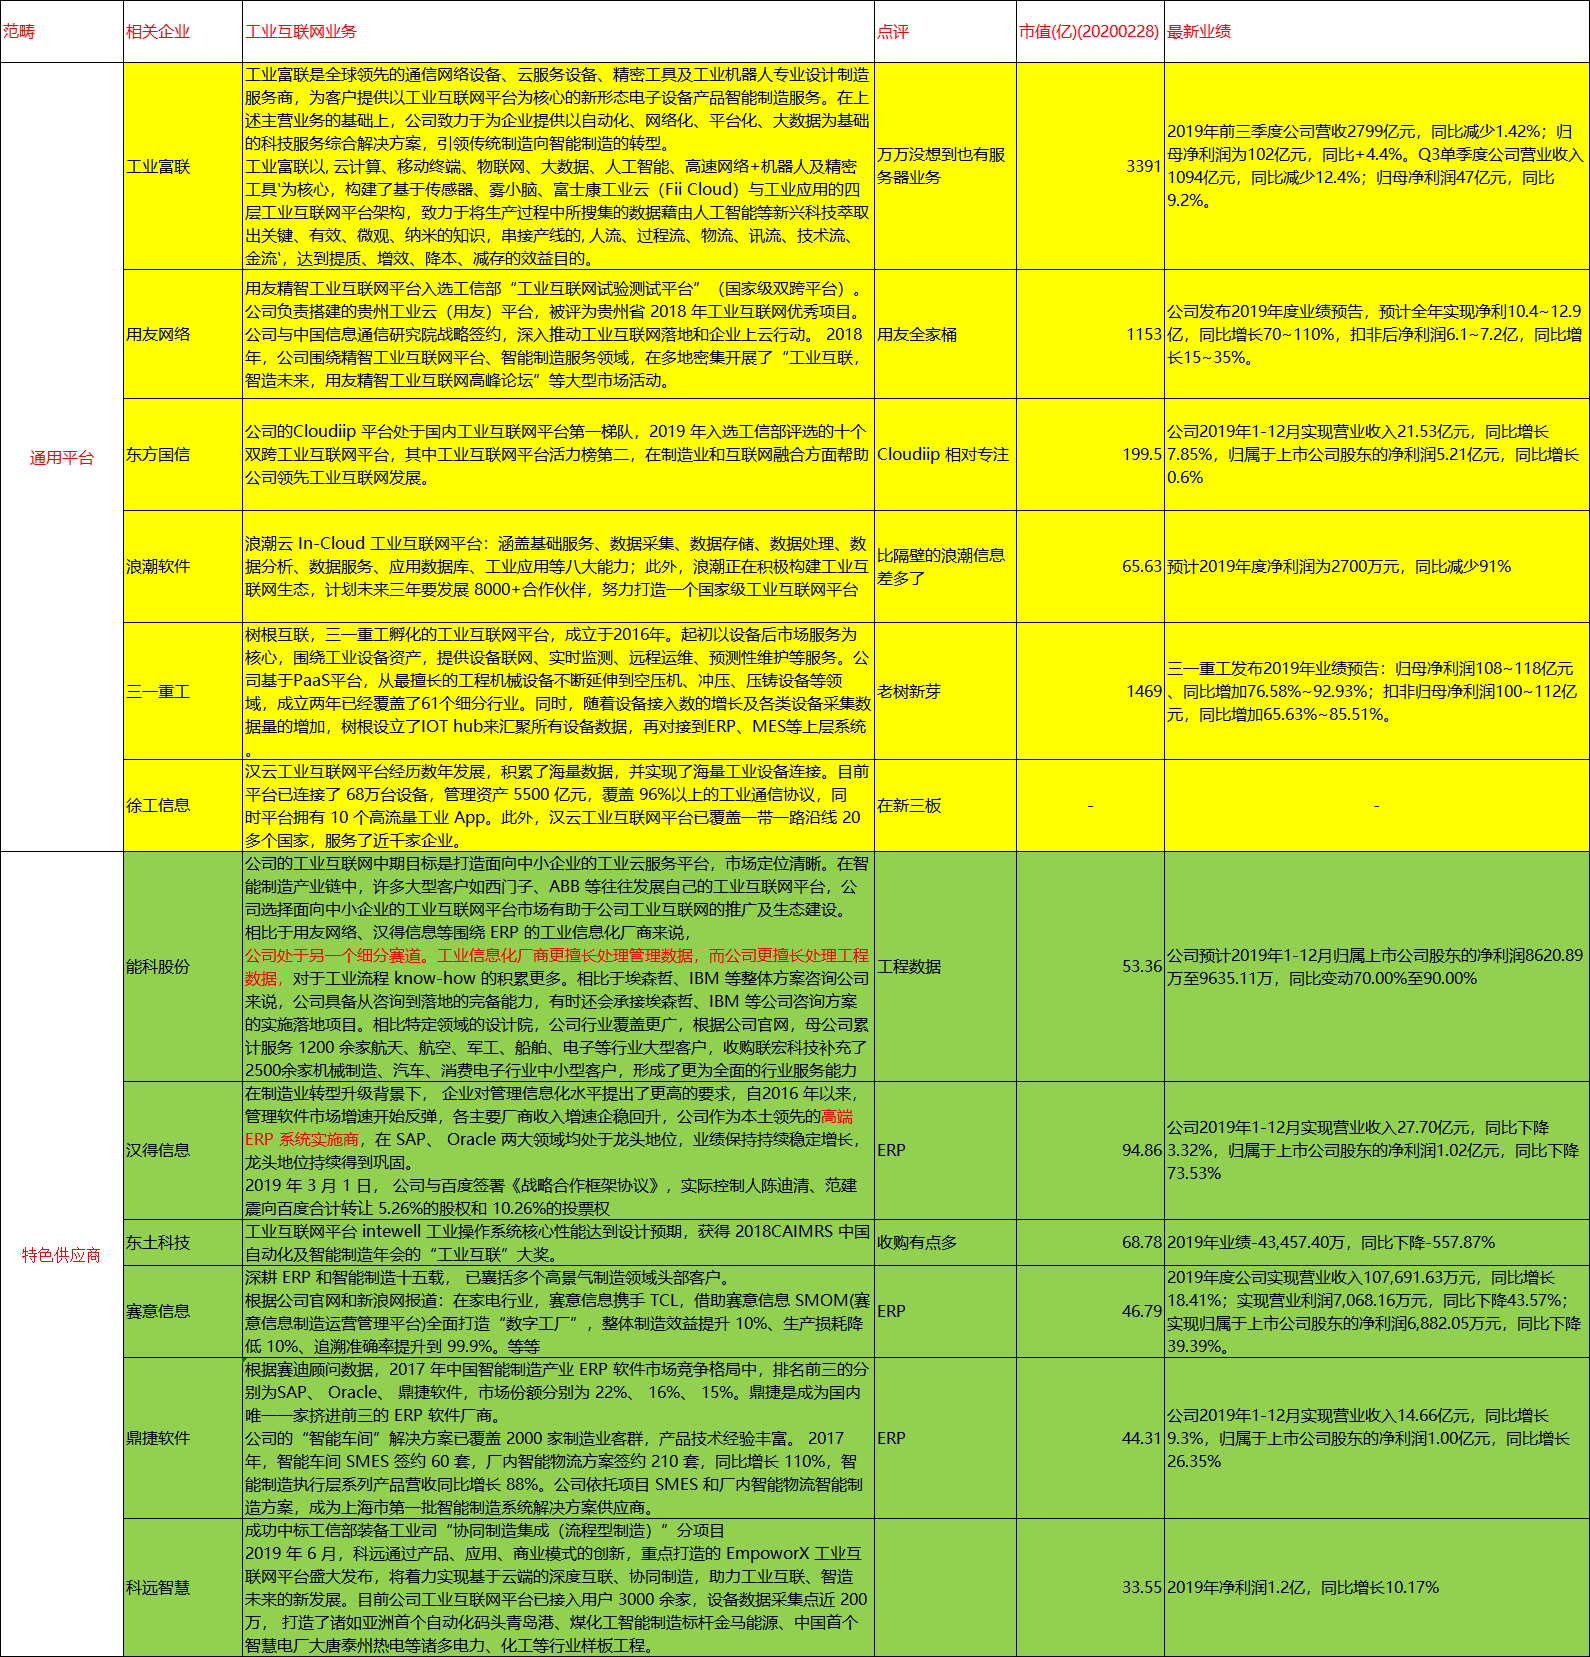 范畴
相关企业
工业互联网业务
点评
市值(亿)(20200228)
最新业绩
通用平台
工业富联
工业富联是全球领先的通信网络设备、云服务设备、精密工具及工业机器人专业设计制造
服务商，为客户提供以工业互联网平台为核心的新形态电子设备产品智能制造服务。在上
述主营业务的基础上，公司致力于为企业提供以自动化、网络化、平台化、大数据为基础
的科技服务综合解决方案，引领传统制造向智能制造的转型。
工业富联以, 云计算、移动终端、物联网、大数据、人工智能、高速网络+机器人及精密
工具'为核心，构建了基于传感器、雾小脑、富士康工业云（Fii Cloud）与工业应用的四
层工业互联网平台架构，致力于将生产过程中所搜集的数据藉由人工智能等新兴科技萃取
出关键、有效、微观、纳米的知识，串接产线的, 人流、过程流、物流、讯流、技术流、
金流'，达到提质、增效、降本、减存的效益目的。
万万没想到也有服
务器业务
3391
2019年前三季度公司营收2799亿元，同比减少1.42%；归
母净利润为102亿元，同比+4.4%。Q3单季度公司营业收入
1094亿元，同比减少12.4%；归母净利润47亿元，同比
9.2%。
用友网络
用友精智工业互联网平台入选工信部“工业互联网试验测试平台”（国家级双跨平台）。
公司负责搭建的贵州工业云（用友）平台，被评为贵州省 2018 年工业互联网优秀项目。
公司与中国信息通信研究院战略签约，深入推动工业互联网落地和企业上云行动。 2018
年，公司围绕精智工业互联网平台、智能制造服务领域，在多地密集开展了“工业互联，
智造未来，用友精智工业互联网高峰论坛”等大型市场活动。
用友全家桶
1153
公司发布2019年度业绩预告，预计全年实现净利10.4~12.9
亿，同比增长70~110%，扣非后净利润6.1~7.2亿，同比增
长15~35%。
东方国信
公司的Cloudiip 平台处于国内工业互联网平台第一梯队，2019 年入选工信部评选的十个
双跨工业互联网平台，其中工业互联网平台活力榜第二，在制造业和互联网融合方面帮助
公司领先工业互联网发展。
Cloudiip 相对专注
199.5
公司2019年1-12月实现营业收入21.53亿元，同比增长
7.85%，归属于上市公司股东的净利润5.21亿元，同比增长
0.6%
浪潮软件
浪潮云 In-Cloud 工业互联网平台：涵盖基础服务、数据采集、数据存储、数据处理、数
据分析、数据服务、应用数据库、工业应用等八大能力；此外，浪潮正在积极构建工业互
联网生态，计划未来三年要发展 8000+合作伙伴，努力打造一个国家级工业互联网平台
比隔壁的浪潮信息
差多了
65.63
预计2019年度净利润为2700万元，同比减少91%
三一重工
树根互联，三一重工孵化的工业互联网平台，成立于2016年。起初以设备后市场服务为
核心，围绕工业设备资产，提供设备联网、实时监测、远程运维、预测性维护等服务。公
司基于PaaS平台，从最擅长的工程机械设备不断延伸到空压机、冲压、压铸设备等领
域，成立两年已经覆盖了61个细分行业。同时，随着设备接入数的增长及各类设备采集数
据量的增加，树根设立了IOT hub来汇聚所有设备数据，再对接到ERP、MES等上层系统
。
老树新芽
1469
三一重工发布2019年业绩预告：归母净利润108~118亿元
、同比增加76.58%~92.93%；扣非归母净利润100~112亿
元，同比增加65.63%~85.51%。
徐工信息
汉云工业互联网平台经历数年发展，积累了海量数据，并实现了海量工业设备连接。目前
平台已连接了 68万台设备，管理资产 5500 亿元，覆盖 96%以上的工业通信协议，同
时平台拥有 10 个高流量工业 App。此外，汉云工业互联网平台已覆盖一带一路沿线 20
多个国家，服务了近千家企业。
在新三板
-
-
特色供应商
能科股份
公司的工业互联网中期目标是打造面向中小企业的工业云服务平台，市场定位清晰。在智
能制造产业链中，许多大型客户如西门子、ABB 等往往发展自己的工业互联网平台，公
司选择面向中小企业的工业互联网平台市场有助于公司工业互联网的推广及生态建设。
相比于用友网络、汉得信息等围绕 ERP 的工业信息化厂商来说，
公司处于另一个细分赛道。工业信息化厂商更擅长处理管理数据，而公司更擅长处理工程
数据，对于工业流程 know-how 的积累更多。相比于埃森哲、IBM 等整体方案咨询公司
来说，公司具备从咨询到落地的完备能力，有时还会承接埃森哲、IBM 等公司咨询方案
的实施落地项目。相比特定领域的设计院，公司行业覆盖更广，根据公司官网，母公司累
计服务 1200 余家航天、航空、军工、船舶、电子等行业大型客户，收购联宏科技补充了
2500余家机械制造、汽车、消费电子行业中小型客户，形成了更为全面的行业服务能力
工程数据
53.36
公司预计2019年1-12月归属上市公司股东的净利润8620.89
万至9635.11万，同比变动70.00%至90.00%
汉得信息
在制造业转型升级背景下， 企业对管理信息化水平提出了更高的要求，自2016 年以来，
管理软件市场增速开始反弹，各主要厂商收入增速企稳回升，公司作为本土领先的高端
ERP 系统实施商，在 SAP、 Oracle 两大领域均处于龙头地位，业绩保持持续稳定增长，
龙头地位持续得到巩固。
2019 年 3 月 1 日， 公司与百度签署《战略合作框架协议》，实际控制人陈迪清、范建
震向百度合计转让 5.26%的股权和 10.26%的投票权
ERP
94.86
公司2019年1-12月实现营业收入27.70亿元，同比下降
3.32%，归属于上市公司股东的净利润1.02亿元，同比下降
73.53%
东土科技
工业互联网平台 intewell 工业操作系统核心性能达到设计预期，获得 2018CAIMRS 中国
自动化及智能制造年会的“工业互联”大奖。
收购有点多
68.78
2019年业绩-43,457.40万，同比下降-557.87%
赛意信息
深耕 ERP 和智能制造十五载， 已囊括多个高景气制造领域头部客户。
根据公司官网和新浪网报道：在家电行业，赛意信息携手 TCL，借助赛意信息 SMOM(赛
意信息制造运营管理平台)全面打造“数字工厂”，整体制造效益提升 10%、生产损耗降
低 10%、追溯准确率提升到 99.9%。等等
ERP
46.79
2019年度公司实现营业收入107,691.63万元，同比增长
18.41%；实现营业利润7,068.16万元，同比下降43.57%；
实现归属于上市公司股东的净利润6,882.05万元，同比下降
39.39%。
鼎捷软件
根据赛迪顾问数据，2017 年中国智能制造产业 ERP 软件市场竞争格局中，排名前三的分
别为SAP、 Oracle、 鼎捷软件，市场份额分别为 22%、 16%、 15%。鼎捷是成为国内
唯一一家挤进前三的 ERP 软件厂商。
公司的“智能车间”解决方案已覆盖 2000 家制造业客群，产品技术经验丰富。 2017
年，智能车间 SMES 签约 60 套，厂内智能物流方案签约 210 套，同比增长 110%，智
能制造执行层系列产品营收同比增长 88%。公司依托项目 SMES 和厂内智能物流智能制
造方案，成为上海市第一批智能制造系统解决方案供应商。
ERP
44.31
公司2019年1-12月实现营业收入14.66亿元，同比增长
9.3%，归属于上市公司股东的净利润1.00亿元，同比增长
26.35%
科远智慧
成功中标工信部装备工业司“协同制造集成（流程型制造）”分项目
2019 年 6 月，科远通过产品、应用、商业模式的创新，重点打造的 EmpoworX 工业互
联网平台盛大发布，将着力实现基于云端的深度互联、协同制造，助力工业互联、智造
未来的新发展。目前公司工业互联网平台已接入用户 3000 余家，设备数据采集点近 200
万， 打造了诸如亚洲首个自动化码头青岛港、煤化工智能制造标杆金马能源、中国首个
智慧电厂大唐泰州热电等诸多电力、化工等行业样板工程。
33.55
2019年净利润1.2亿，同比增长10.17%